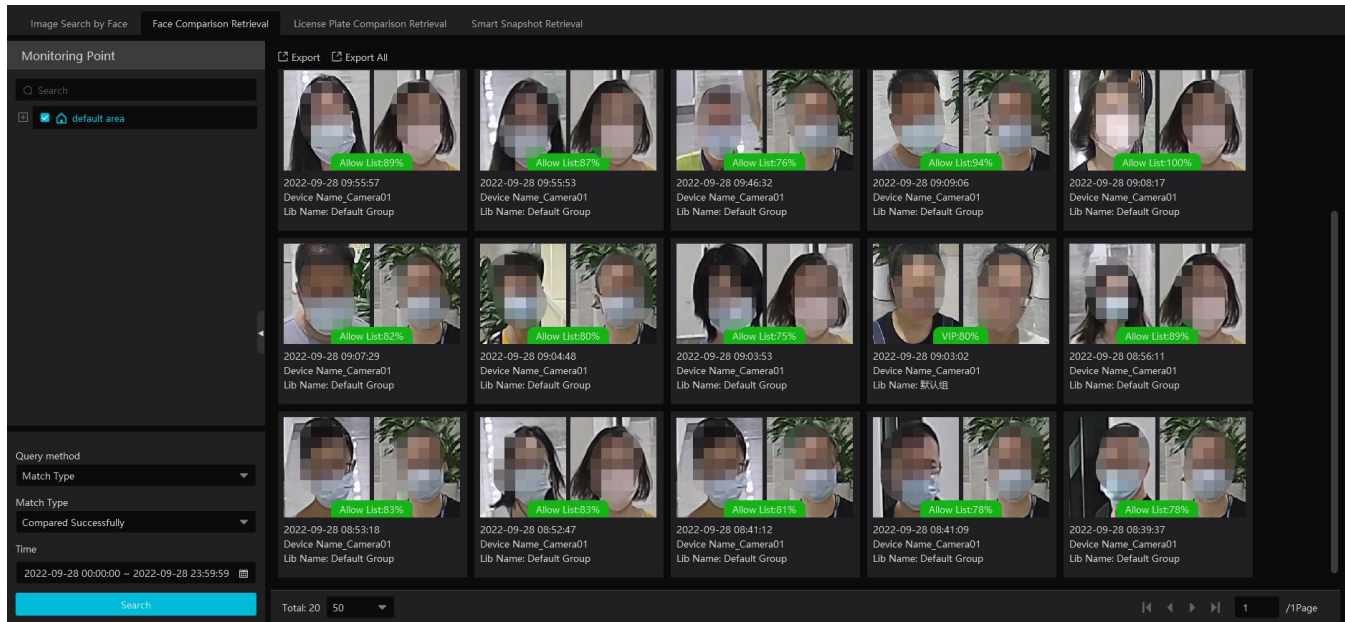 Image Search by Face Face Comparison Retrieval License Plate Comparison Retrieval Smart Snapshot Retrieval
Monitoring Point
Search
default area
Query method
Match Type
Match Type
Compared Successfully
Time
2022-09-28 00:00:00 ~ 2022-09-28 23:59:59
Search
Export Export All
Allow List:89% Allow List:87% Allow List:76% Allow List:94% Allow List:100%
2022-09-28 09:55:57 2022-09-28 09:55:53 2022-09-28 09:46:32 2022-09-28 09:09:06 2022-09-28 09:08:17
Device Name_Camera01 Device Name_Camera01 Device Name_Camera01 Device Name_Camera01 Device Name_Camera01
Lib Name: Default Group Lib Name: Default Group Lib Name: Default Group Lib Name: Default Group Lib Name: Default Group
Allow List:82% Allow List:80% Allow List:75% VIP:80% Allow List:89%
2022-09-28 09:07:29 2022-09-28 09:04:48 2022-09-28 09:03:53 2022-09-28 09:03:02 2022-09-28 08:56:11
Device Name_Camera01 Device Name_Camera01 Device Name_Camera01 Device Name_Camera01 Device Name_Camera01
Lib Name: Default Group Lib Name: Default Group Lib Name: Default Group Lib Name: 默认组 Lib Name: Default Group
Allow List:83% Allow List:83% Allow List:81% Allow List:78% Allow List:78%
2022-09-28 08:53:18 2022-09-28 08:52:47 2022-09-28 08:41:12 2022-09-28 08:41:09 2022-09-28 08:39:37
Device Name_Camera01 Device Name_Camera01 Device Name_Camera01 Device Name_Camera01 Device Name_Camera01
Lib Name: Default Group Lib Name: Default Group Lib Name: Default Group Lib Name: Default Group Lib Name: Default Group
Total: 20 50 1 /1Page